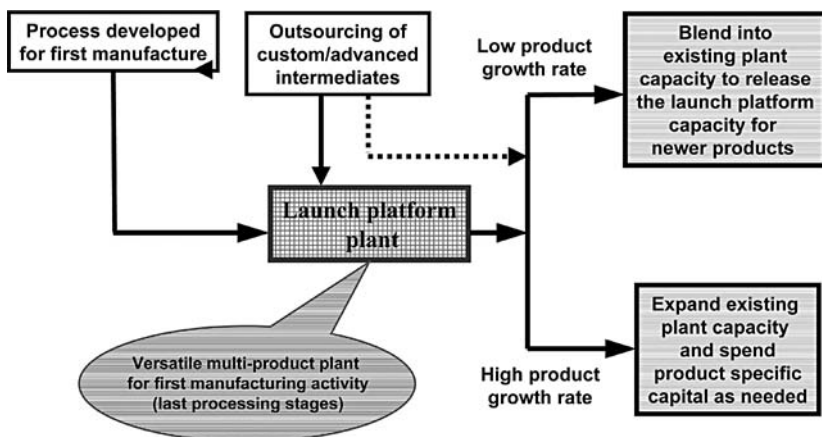 Process developed
for first manufacture
Outsourcing of
custom/advanced
intermediates
Low product
growth rate
Blend into
existing plant
capacity to release
the launch platform
capacity for
newer products
Launch platform
plant
Versatile multi-product plant
for first manufacturing activity
(last processing stages)
High product
growth rate
Expand existing
plant capacity
and spend
product specific
capital as needed